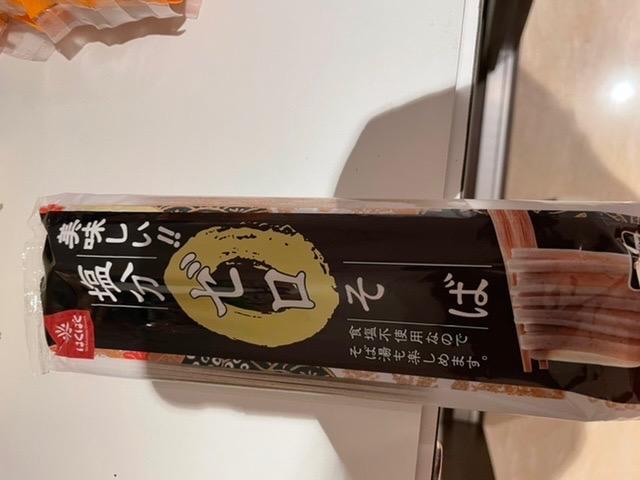 美味しい!!
塩分
ゼロ
そば
食塩不使用なので
そば湯も楽しめます。
はくばく